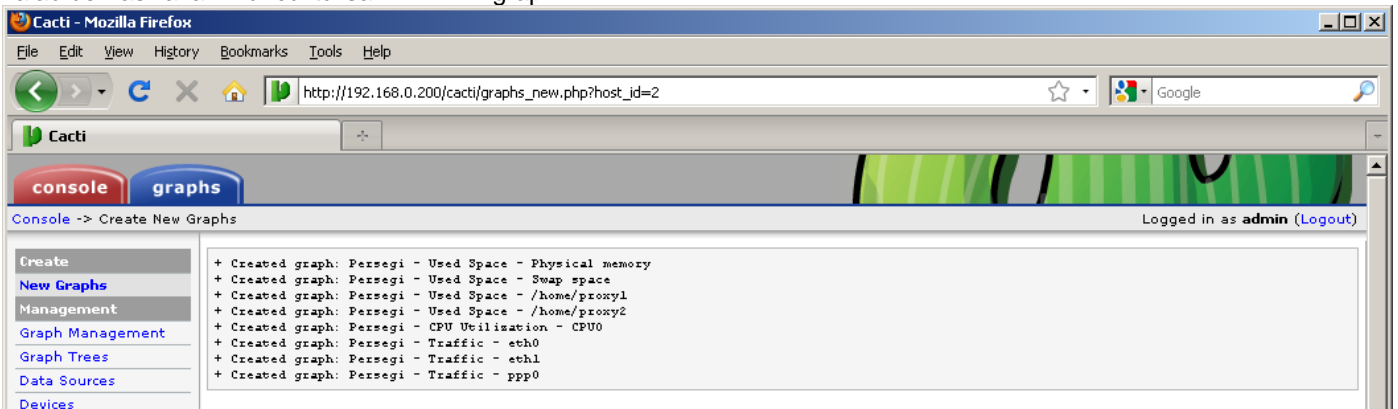 Cacti - Mozilla Firefox
File Edit View History Bookmarks Tools Help
http://192.168.0.200/cacti/graphs_new.php?host_id=2
Google
Cacti
console graphs
Console -> Create New Graphs
Logged in as admin (Logout)
Create
New Graphs
Management
Graph Management
Graph Trees
Data Sources
Devices
+ Created graph: Persegi - Used Space - Physical memory
+ Created graph: Persegi - Used Space - Swap space
+ Created graph: Persegi - Used Space - /home/proxy1
+ Created graph: Persegi - Used Space - /home/proxy2
+ Created graph: Persegi - CPU Utilization - CPU0
+ Created graph: Persegi - Traffic - eth0
+ Created graph: Persegi - Traffic - eth1
+ Created graph: Persegi - Traffic - ppp0